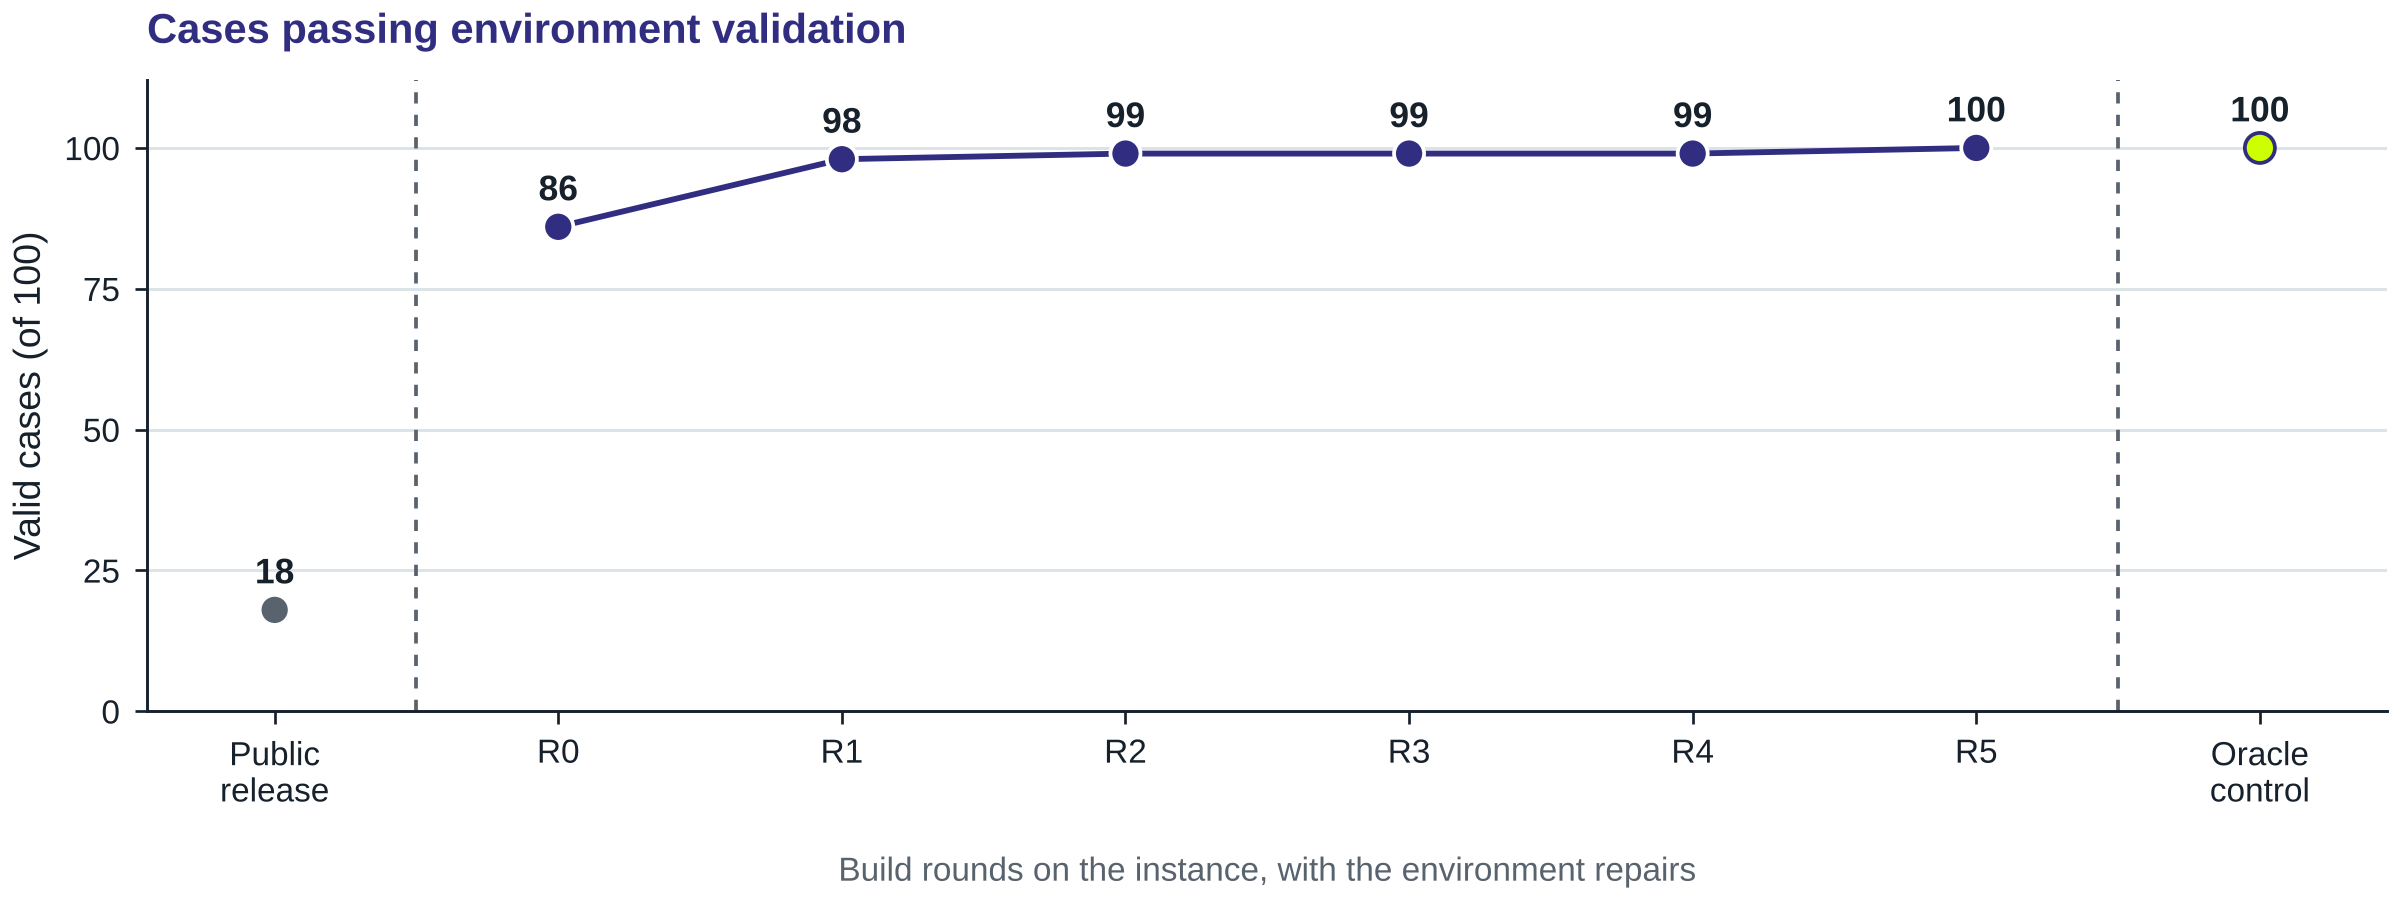 Cases passing environment validation
Valid cases (of 100)
100
75
50
25
0
18
86
98
99
99
99
100
100
Public
release
R0
R1
R2
R3
R4
R5
Oracle
control
Build rounds on the instance, with the environment repairs